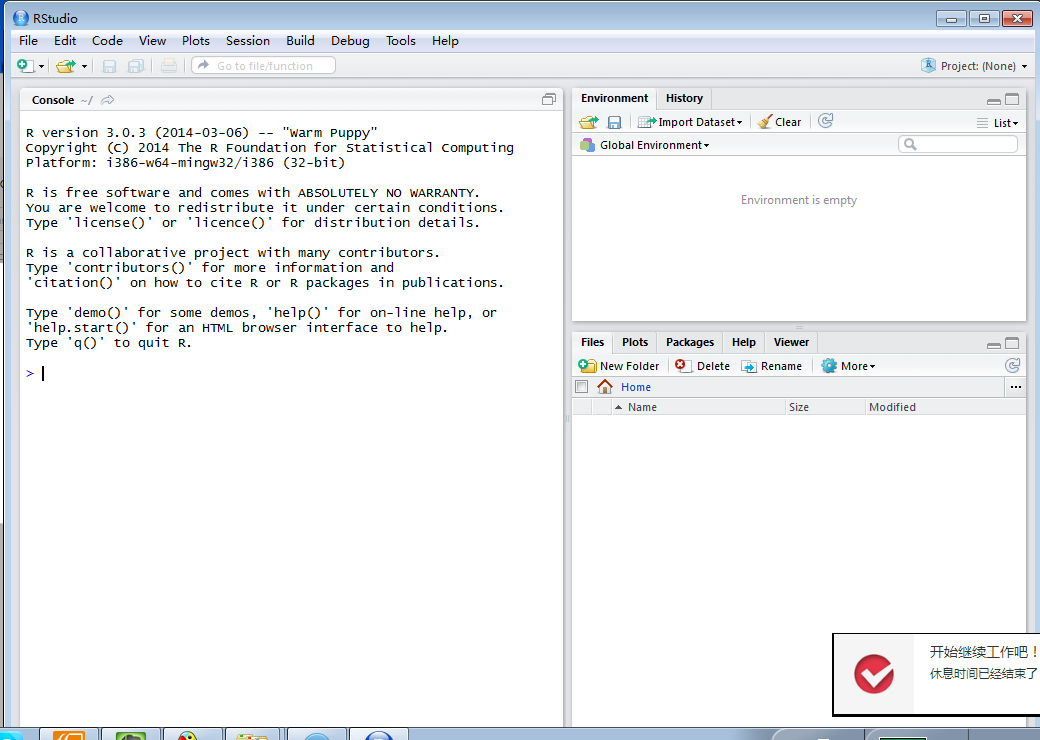 RStudio
File Edit Code View Plots Session Build Debug Tools Help
Go to file/function
Project: (None)
Console ~/
R version 3.0.3 (2014-03-06) -- "Warm Puppy"
Copyright (C) 2014 The R Foundation for Statistical Computing
Platform: i386-w64-mingw32/i386 (32-bit)
R is free software and comes with ABSOLUTELY NO WARRANTY.
You are welcome to redistribute it under certain conditions.
Type 'license()' or 'licence()' for distribution details.
R is a collaborative project with many contributors.
Type 'contributors()' for more information and
'citation()' on how to cite R or R packages in publications.
Type 'demo()' for some demos, 'help()' for on-line help, or
'help.start()' for an HTML browser interface to help.
Type 'q()' to quit R.
>
Environment History
Import Dataset Clear List
Global Environment
Environment is empty
Files Plots Packages Help Viewer
New Folder Delete Rename More
Home ...
Name Size Modified
开始继续工作吧！
休息时间已经结束了